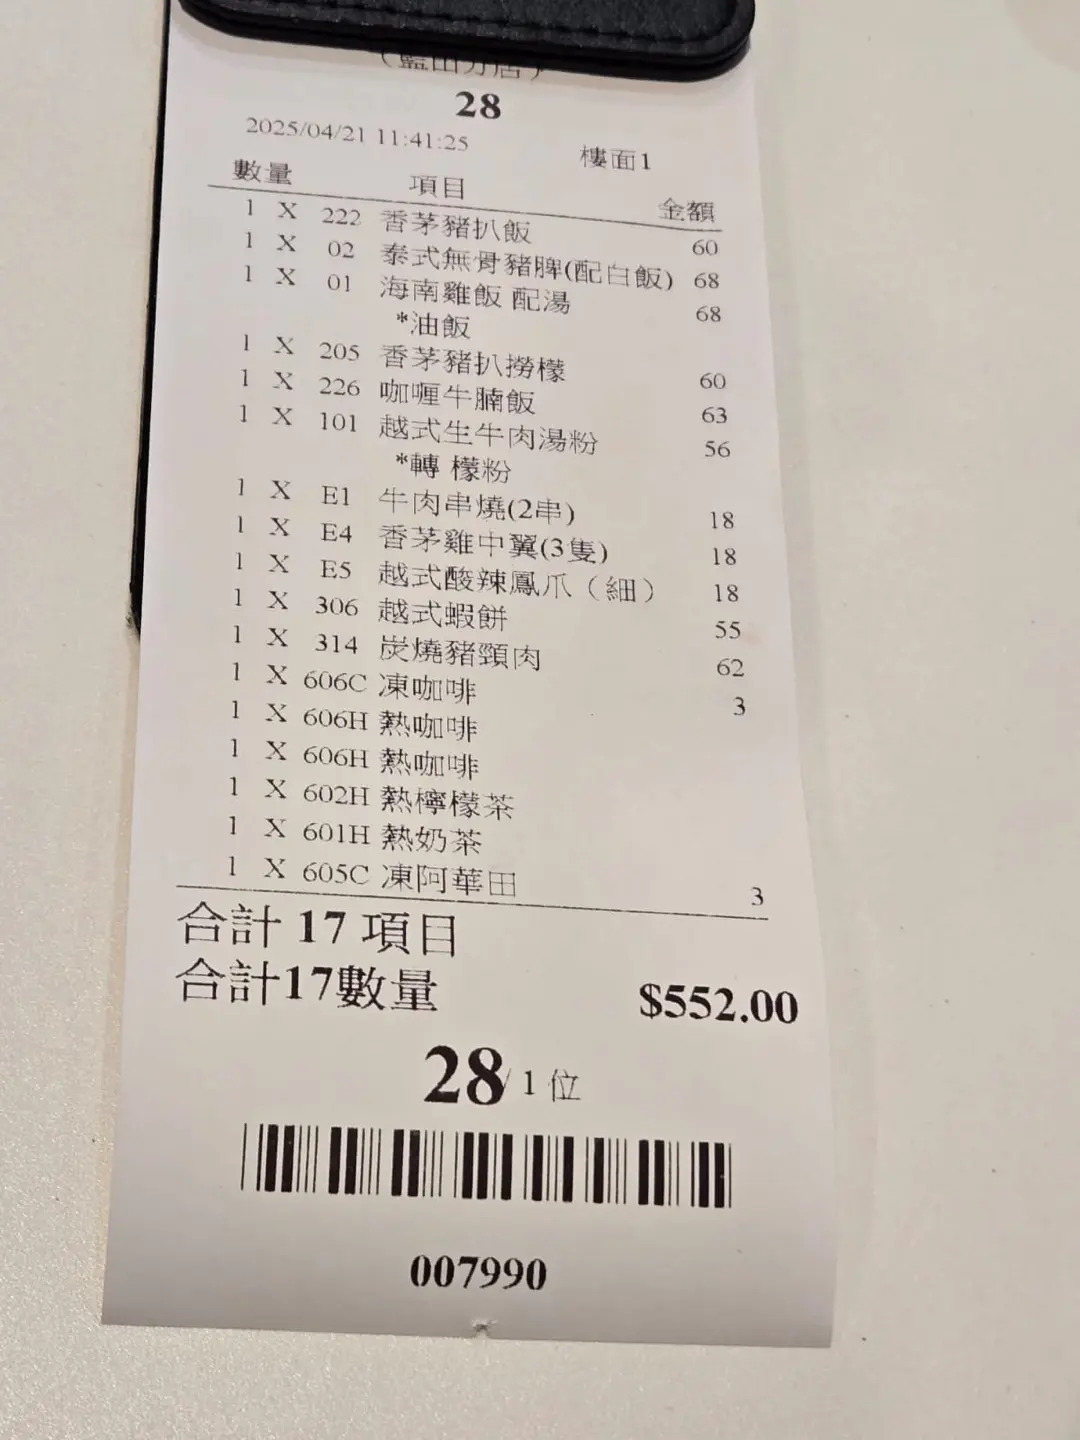 (藍田分店)
28
2025/04/21 11:41:25 樓面1
數量 項目 金額
1 X 222 香茅豬扒飯 60
1 X 02 泰式無骨豬脾(配白飯) 68
1 X 01 海南雞飯 配湯 68
*油飯
1 X 205 香茅豬扒撈檬 60
1 X 226 咖喱牛腩飯 63
1 X 101 越式生牛肉湯粉 56
*轉 檬粉
1 X E1 牛肉串燒(2串) 18
1 X E4 香茅雞中翼(3隻) 18
1 X E5 越式酸辣鳳爪（細） 18
1 X 306 越式蝦餅 55
1 X 314 炭燒豬頸肉 62
1 X 606C 凍咖啡 3
1 X 606H 熱咖啡
1 X 606H 熱咖啡
1 X 602H 熱檸檬茶
1 X 601H 熱奶茶
1 X 605C 凍阿華田 3
合計 17 項目
合計17數量 $552.00
28/ 1 位
007990